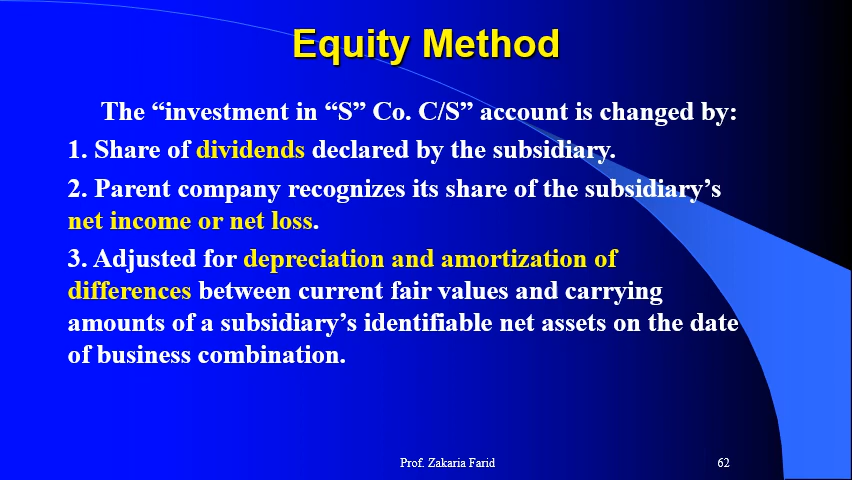 Equity Method
The “investment in “S” Co. C/S” account is changed by:
1. Share of dividends declared by the subsidiary.
2. Parent company recognizes its share of the subsidiary’s
net income or net loss.
3. Adjusted for depreciation and amortization of
differences between current fair values and carrying
amounts of a subsidiary’s identifiable net assets on the date
of business combination.
Prof. Zakaria Farid
62